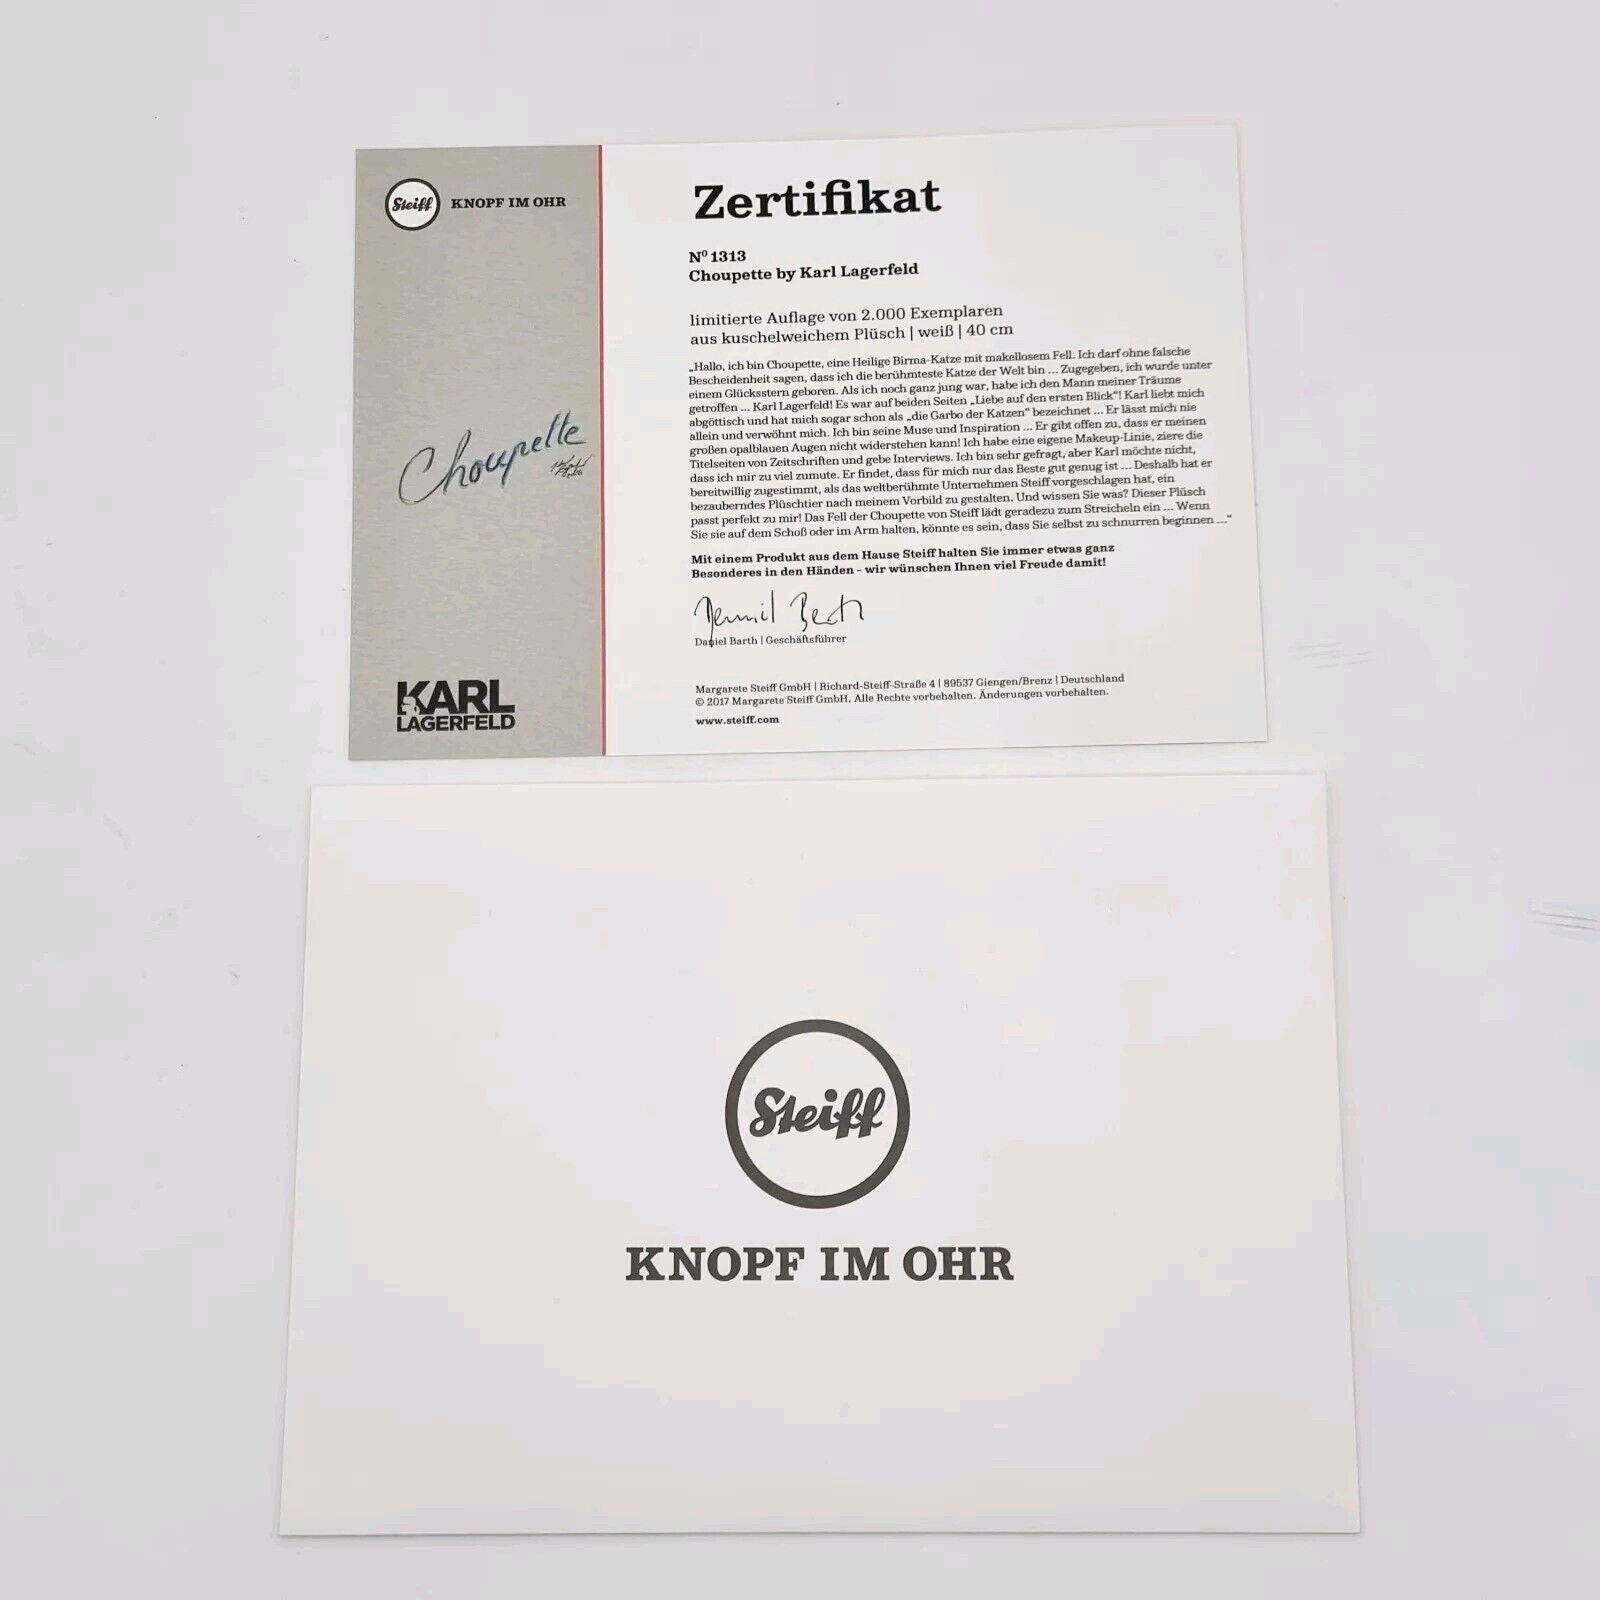 Steiff KNOPF IM OHR
Choupette
KARL
LAGERFELD
Zertifikat
Nº 1313
Choupette by Karl Lagerfeld
limitierte Auflage von 2.000 Exemplaren
aus kuschelweichem Plüsch | weiß | 40 cm
„Hallo, ich bin Choupette, eine Heilige Birma-Katze mit makellosem Fell. Ich darf ohne falsche
Bescheidenheit sagen, dass ich die berühmteste Katze der Welt bin ... Zugegeben, ich wurde unter
einem Glücksstern geboren. Als ich noch ganz jung war, habe ich den Mann meiner Träume
getroffen ... Karl Lagerfeld! Es war auf beiden Seiten „Liebe auf den ersten Blick“! Karl liebt mich
abgöttisch und hat mich sogar schon als „die Garbo der Katzen“ bezeichnet ... Er lässt mich nie
allein und verwöhnt mich. Ich bin seine Muse und Inspiration ... Er gibt offen zu, dass er meinen
großen opalblauen Augen nicht widerstehen kann! Ich habe eine eigene Makeup-Linie, ziere die
Titelseiten von Zeitschriften und gebe Interviews. Ich bin sehr gefragt, aber Karl möchte nicht,
dass ich mir zu viel zumute. Er findet, dass für mich nur das Beste gut genug ist ... Deshalb hat er
bereitwillig zugestimmt, als das weltberühmte Unternehmen Steiff vorgeschlagen hat, ein
bezauberndes Plüschtier nach meinem Vorbild zu gestalten. Und wissen Sie was? Dieser Plüsch
passt perfekt zu mir! Das Fell der Choupette von Steiff lädt geradezu zum Streicheln ein ... Wenn
Sie sie auf dem Schoß oder im Arm halten, könnte es sein, dass Sie selbst zu schnurren beginnen ...“
Mit einem Produkt aus dem Hause Steiff halten Sie immer etwas ganz
Besonderes in den Händen - wir wünschen Ihnen viel Freude damit!
Daniel Barth | Geschäftsführer
Margarete Steiff GmbH | Richard-Steiff-Straße 4 | 89537 Giengen/Brenz | Deutschland
© 2017 Margarete Steiff GmbH. Alle Rechte vorbehalten. Änderungen vorbehalten.
www.steiff.com
Steiff
KNOPF IM OHR